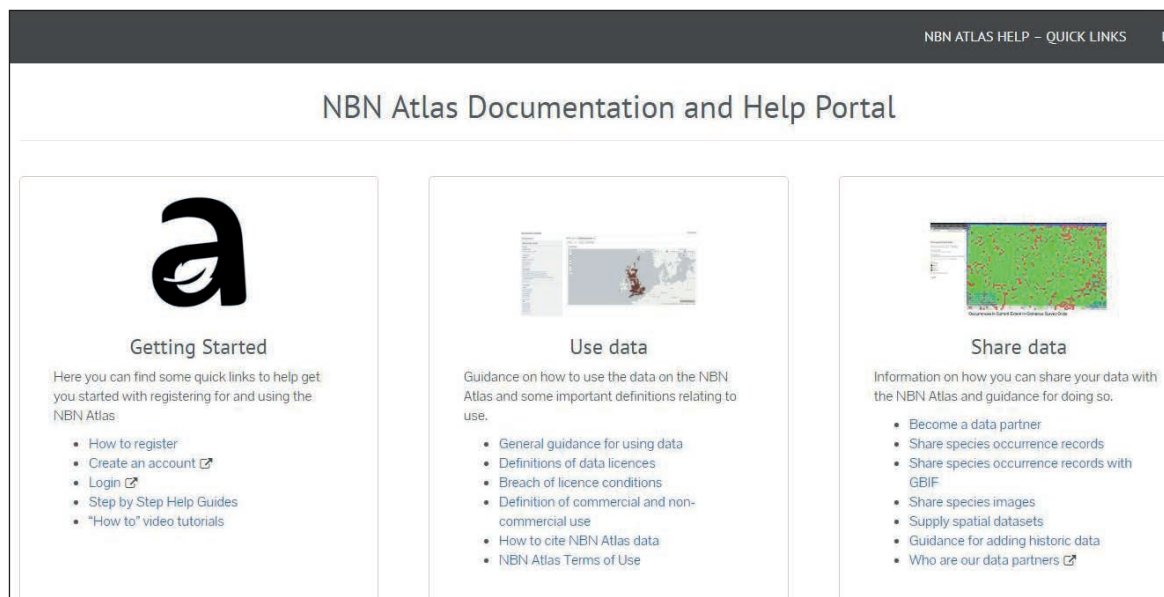 NBN ATLAS HELP – QUICK LINKS
NBN Atlas Documentation and Help Portal
a
Getting Started
Here you can find some quick links to help get
you started with registering for and using the
NBN Atlas
• How to register
• Create an account
• Login
• Step by Step Help Guides
• "How to" video tutorials
Use data
Guidance on how to use the data on the NBN
Atlas and some important definitions relating to
use.
• General guidance for using data
• Definitions of data licences
• Breach of licence conditions
• Definition of commercial and non-
commercial use
• How to cite NBN Atlas data
• NBN Atlas Terms of Use
Share data
Information on how you can share your data with
the NBN Atlas and guidance for doing so.
• Become a data partner
• Share species occurrence records
• Share species occurrence records with
GBIF
• Share species images
• Supply spatial datasets
• Guidance for adding historic data
• Who are our data partners